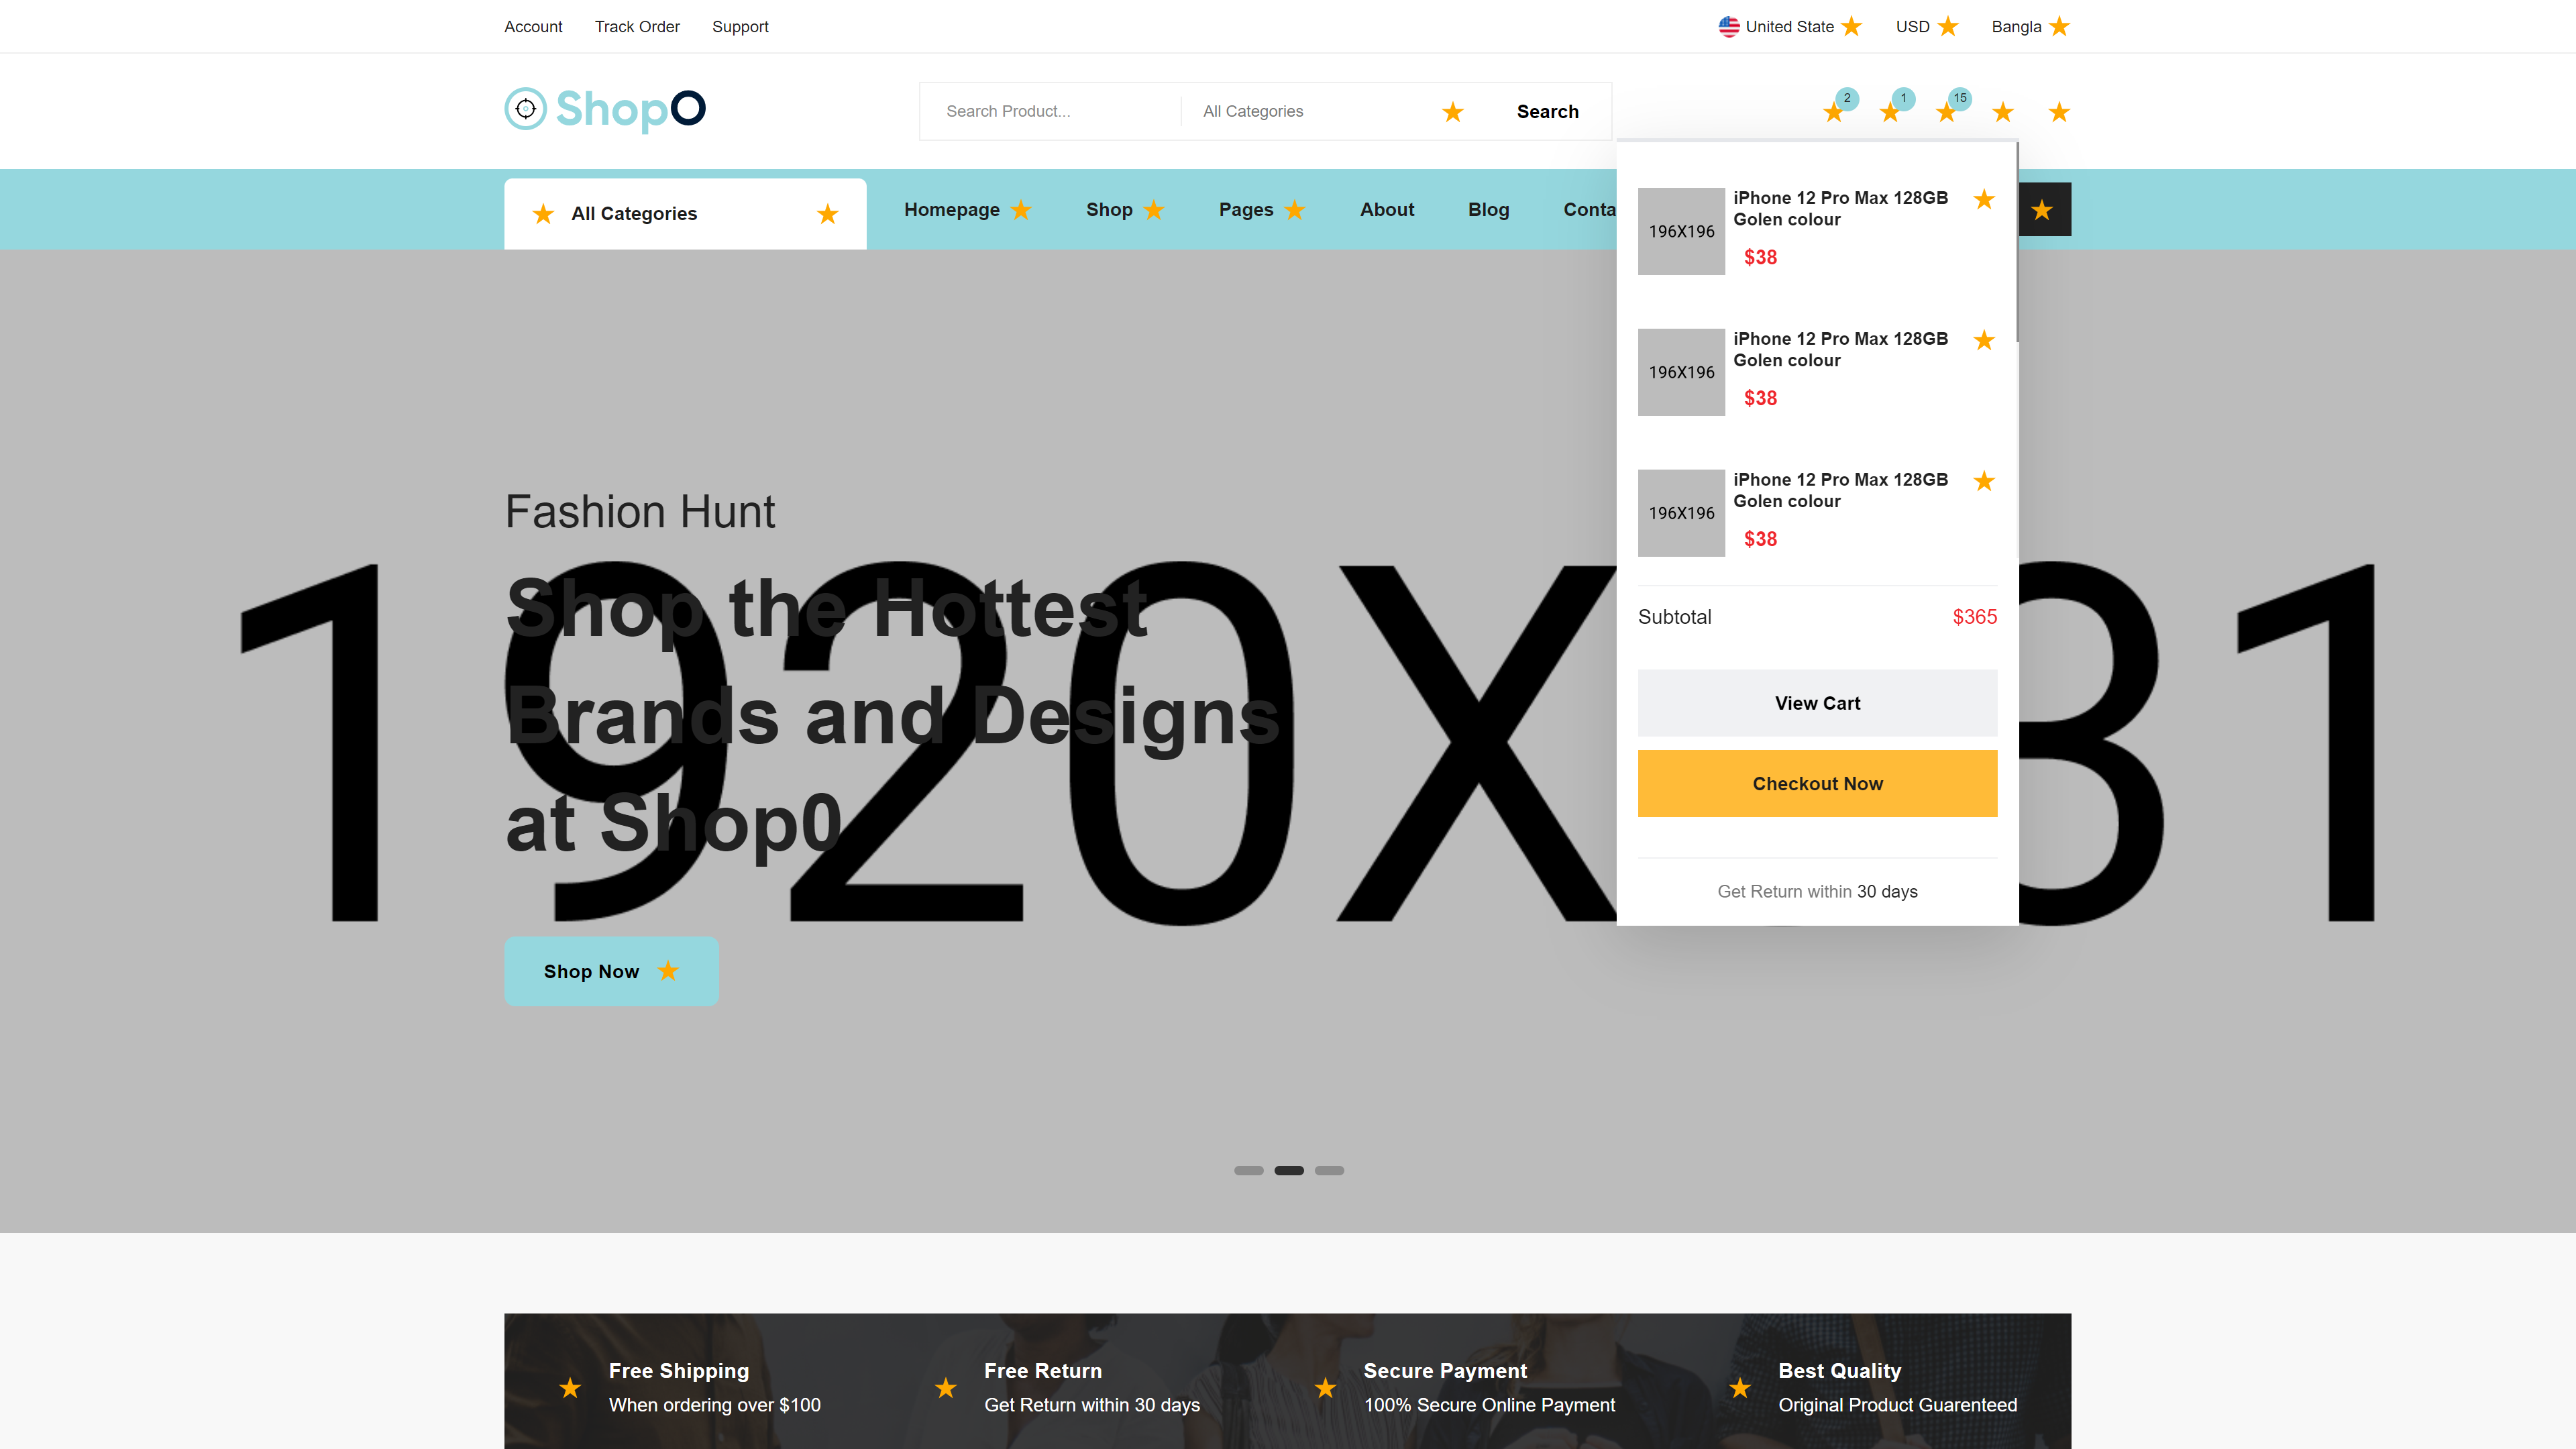 Account Track Order Support
United State USD Bangla
ShopO
Search Product... All Categories Search
2 1 15
All Categories
Homepage Shop Pages About Blog Conta
iPhone 12 Pro Max 128GB
Golen colour
196X196
$38
iPhone 12 Pro Max 128GB
Golen colour
196X196
$38
iPhone 12 Pro Max 128GB
Golen colour
196X196
$38
Subtotal $365
View Cart
Checkout Now
Get Return within 30 days
Fashion Hunt
Shop the Hottest
Brands and Designs
at Shop0
1920X 31
Shop Now
Free Shipping
When ordering over $100
Free Return
Get Return within 30 days
Secure Payment
100% Secure Online Payment
Best Quality
Original Product Guarenteed